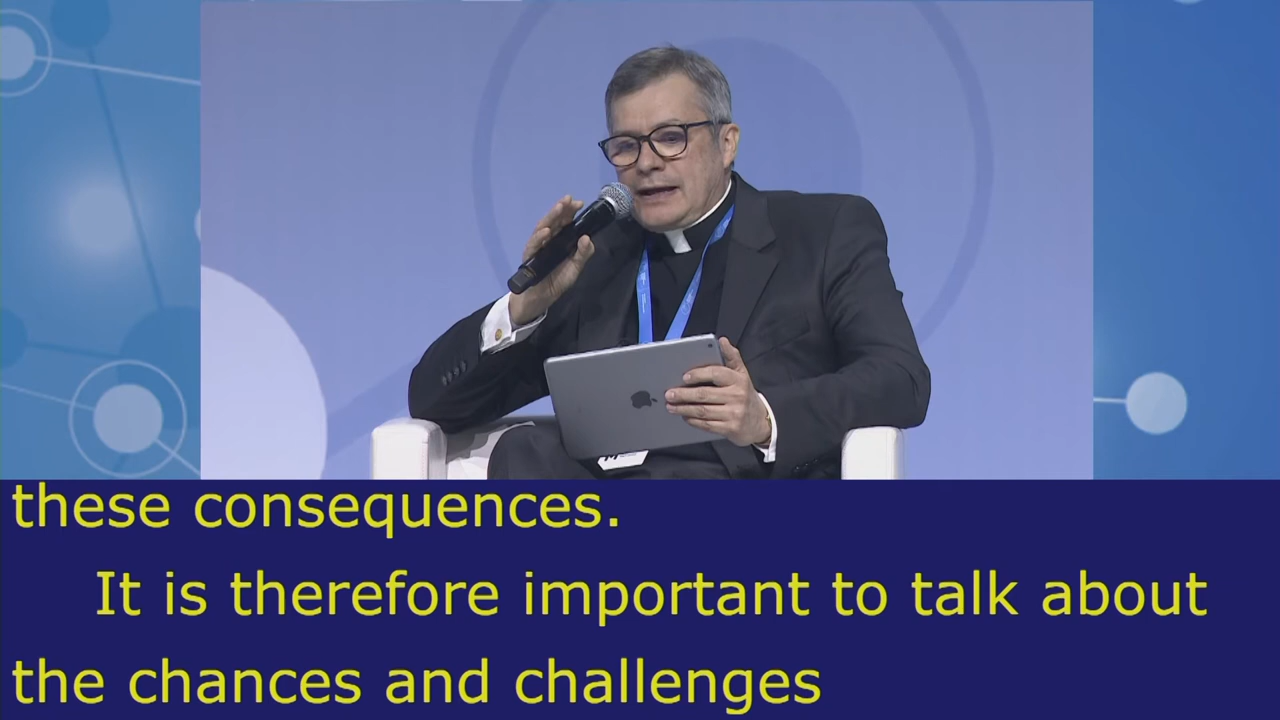 these consequences.
It is therefore important to talk about
the chances and challenges